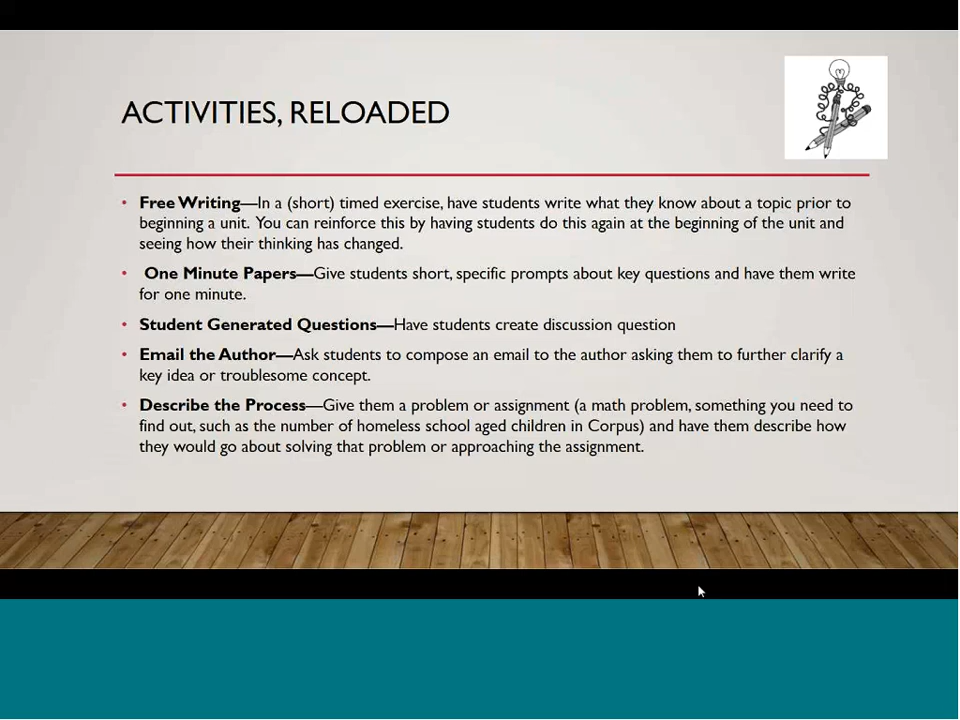 ACTIVITIES, RELOADED
• Free Writing—In a (short) timed exercise, have students write what they know about a topic prior to
beginning a unit.  You can reinforce this by having students do this again at the beginning of the unit and
seeing how their thinking has changed.
• One Minute Papers—Give students short, specific prompts about key questions and have them write
for one minute.
• Student Generated Questions—Have students create discussion question
• Email the Author—Ask students to compose an email to the author asking them to further clarify a
key idea or troublesome concept.
• Describe the Process—Give them a problem or assignment (a math problem, something you need to
find out, such as the number of homeless school aged children in Corpus) and have them describe how
they would go about solving that problem or approaching the assignment.